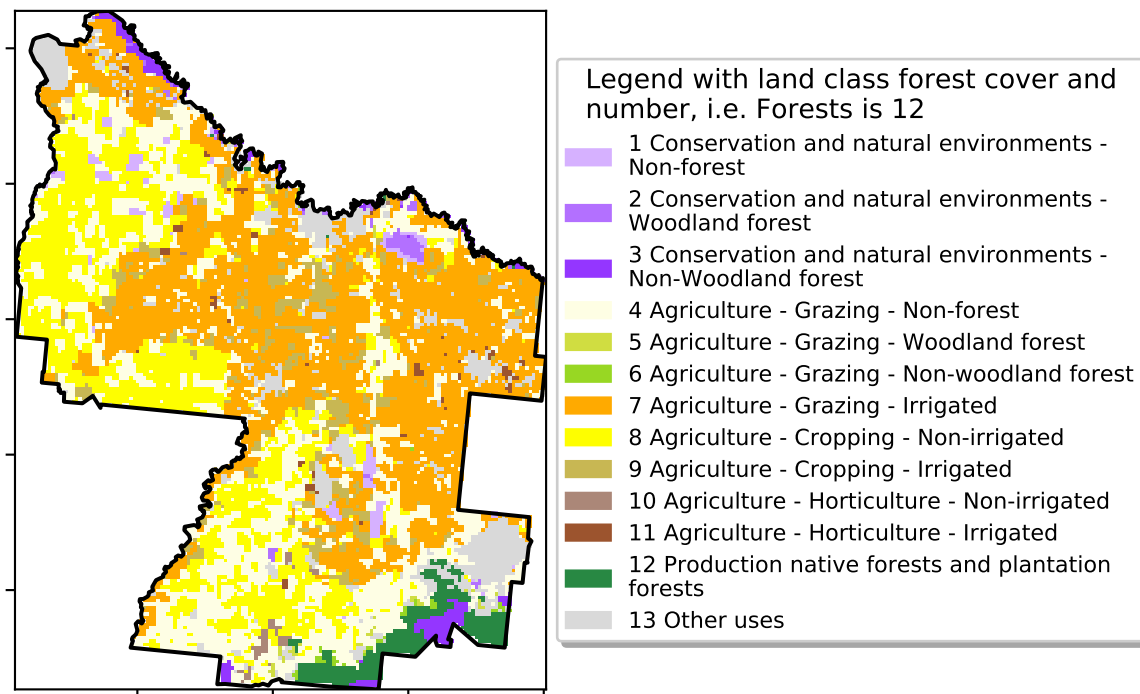 Legend with land class forest cover and
number, i.e. Forests is 12
1 Conservation and natural environments -
Non-forest
2 Conservation and natural environments -
Woodland forest
3 Conservation and natural environments -
Non-Woodland forest
4 Agriculture - Grazing - Non-forest
5 Agriculture - Grazing - Woodland forest
6 Agriculture - Grazing - Non-woodland forest
7 Agriculture - Grazing - Irrigated
8 Agriculture - Cropping - Non-irrigated
9 Agriculture - Cropping - Irrigated
10 Agriculture - Horticulture - Non-irrigated
11 Agriculture - Horticulture - Irrigated
12 Production native forests and plantation
forests
13 Other uses